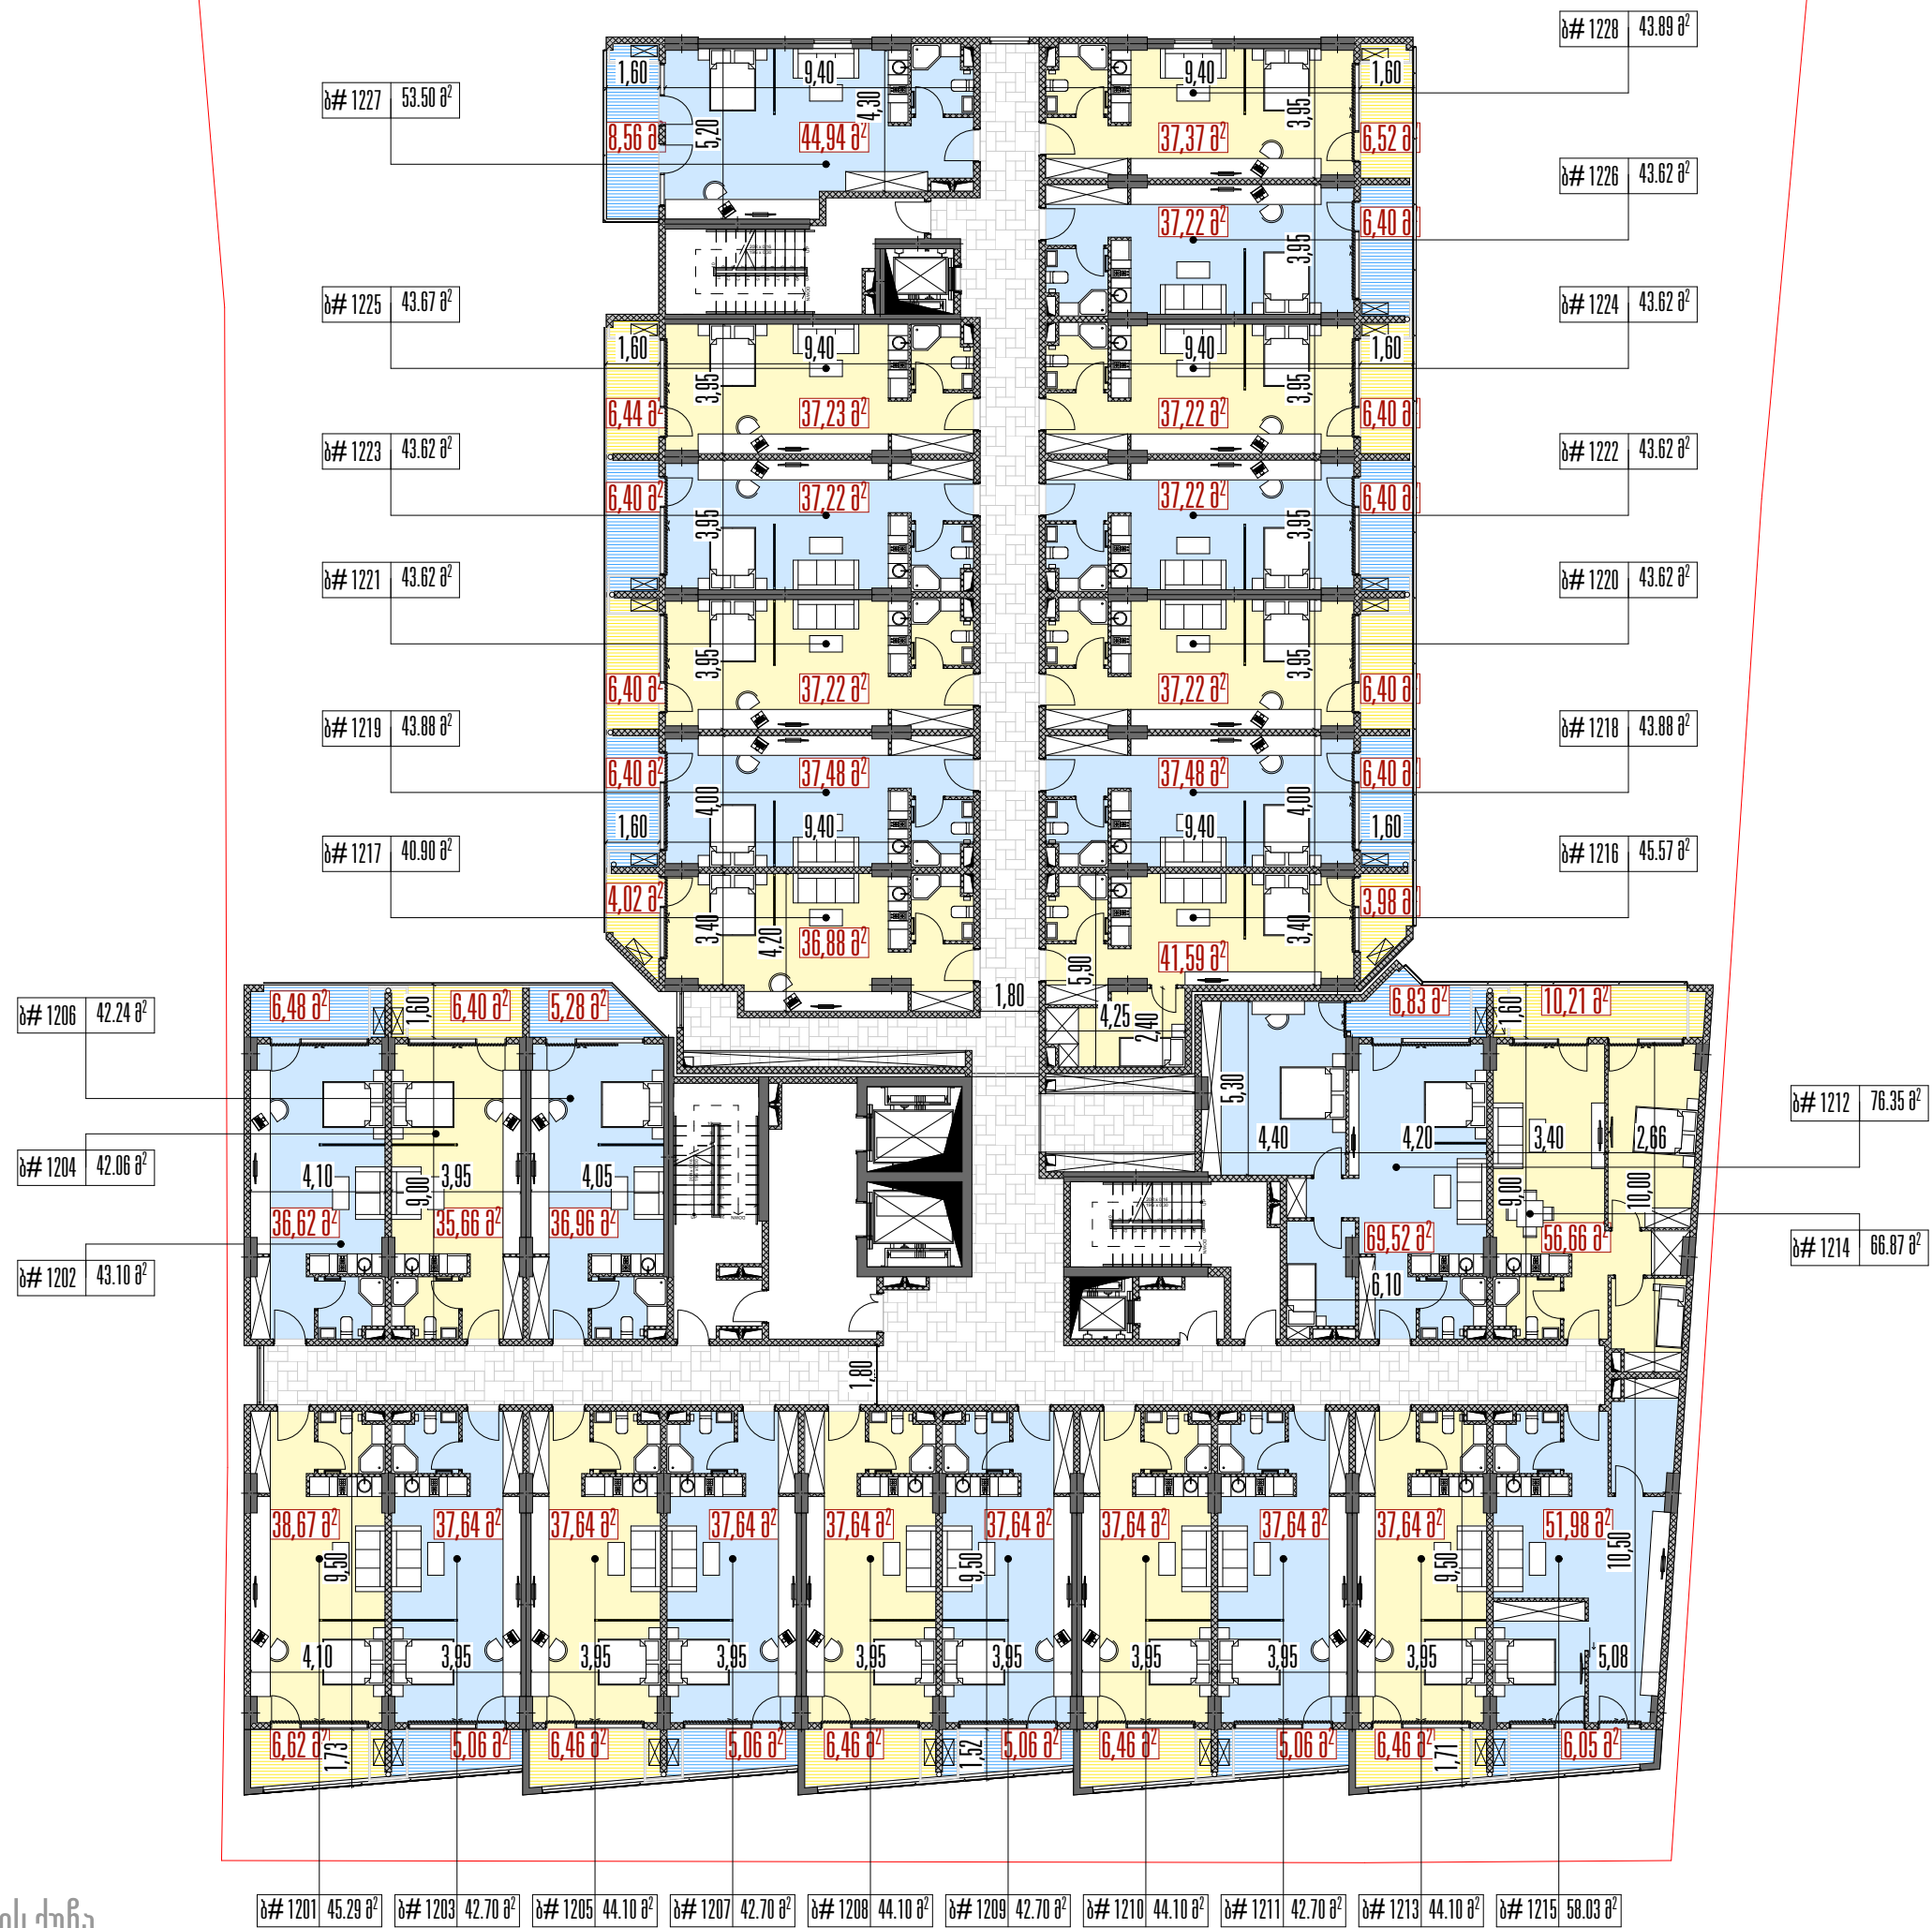 ბ# 1228 43.89 მ²
ბ# 1227 53.50 მ²
1,60 9,40 9,40 1,60
5,20 4,30 3,95
8,56 მ² 44,94 მ² 37,37 მ² 6,52 მ²
ბ# 1226 43.62 მ²
37,22 მ² 6,40 მ²
3,95
ბ# 1225 43.67 მ²
ბ# 1224 43.62 მ²
1,60 9,40 9,40 1,60
3,95 3,95
6,44 მ² 37,23 მ² 37,22 მ² 6,40 მ²
ბ# 1223 43.62 მ²
ბ# 1222 43.62 მ²
6,40 მ² 37,22 მ² 37,22 მ² 6,40 მ²
3,95 3,95
ბ# 1221 43.62 მ²
ბ# 1220 43.62 მ²
3,95 3,95
6,40 მ² 37,22 მ² 37,22 მ² 6,40 მ²
ბ# 1219 43.88 მ²
ბ# 1218 43.88 მ²
6,40 მ² 37,48 მ² 37,48 მ² 6,40 მ²
4,00 4,00
1,60 9,40 9,40 1,60
ბ# 1217 40.90 მ²
ბ# 1216 45.57 მ²
4,02 მ² 3,98 მ²
3,40 4,20 36,88 მ² 5,90 41,59 მ² 3,40
1,80 4,25 2,40
ბ# 1206 42.24 მ²
6,48 მ² 1,60 6,40 მ² 5,28 მ² 6,83 მ² 1,60 10,21 მ²
5,30
ბ# 1212 76.35 მ²
4,40 4,20 3,40 2,66
ბ# 1204 42.06 მ²
4,10 9,00 3,95 4,05 9,00 10,00
36,62 მ² 35,66 მ² 36,96 მ² 69,52 მ² 56,66 მ²
ბ# 1214 66.87 მ²
ბ# 1202 43.10 მ²
6,10
1,80
38,67 მ² 37,64 მ² 37,64 მ² 37,64 მ² 37,64 მ² 37,64 მ² 37,64 მ² 37,64 მ² 37,64 მ² 51,98 მ²
9,50 9,50 9,50 10,50
4,10 3,95 3,95 3,95 3,95 3,95 3,95 3,95 3,95 5,08
6,62 მ² 1,73 5,06 მ² 6,46 მ² 5,06 მ² 6,46 მ² 1,52 5,06 მ² 6,46 მ² 5,06 მ² 6,46 მ² 1,71 6,05 მ²
ბ# 1201 45.29 მ² ბ# 1203 42.70 მ² ბ# 1205 44.10 მ² ბ# 1207 42.70 მ² ბ# 1208 44.10 მ² ბ# 1209 42.70 მ² ბ# 1210 44.10 მ² ბ# 1211 42.70 მ² ბ# 1213 44.10 მ² ბ# 1215 58.03 მ²
ის ქუჩა